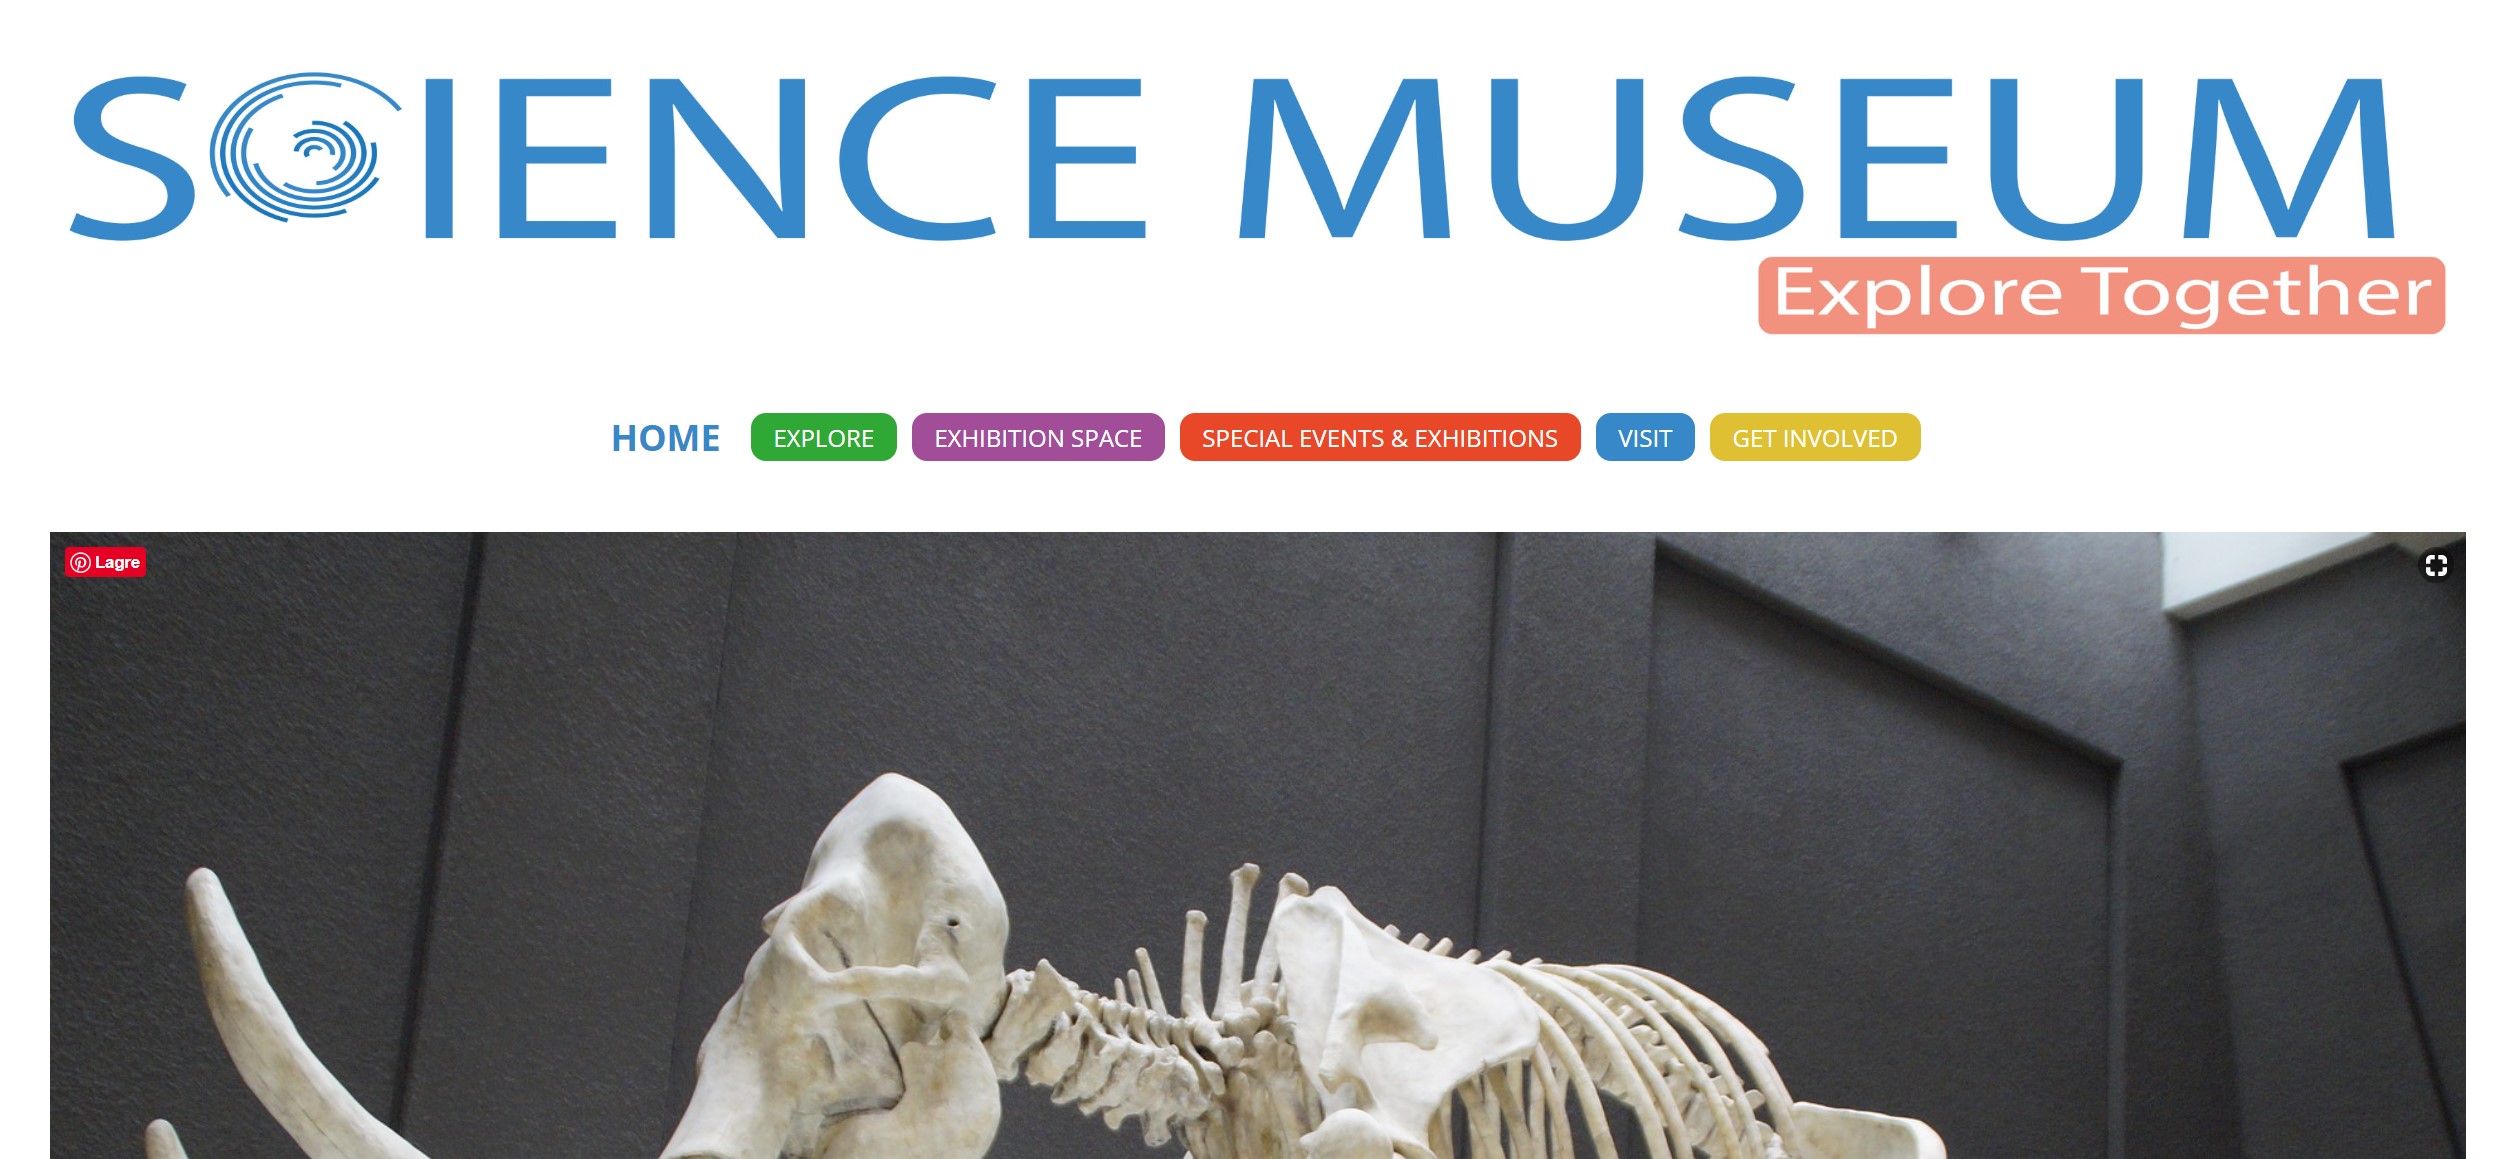 SCIENCE MUSEUM
Explore Together
HOME EXPLORE EXHIBITION SPACE SPECIAL EVENTS & EXHIBITIONS VISIT GET INVOLVED
Lagre